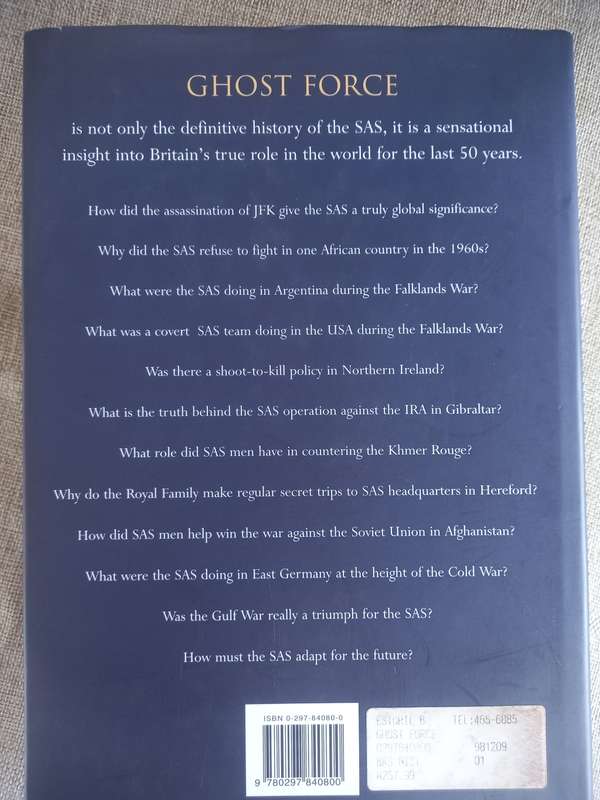 GHOST FORCE
is not only the definitive history of the SAS, it is a sensational
insight into Britain's true role in the world for the last 50 years.
How did the assassination of JFK give the SAS a truly global significance?
Why did the SAS refuse to fight in one African country in the 1960s?
What were the SAS doing in Argentina during the Falklands War?
What was a covert SAS team doing in the USA during the Falklands War?
Was there a shoot-to-kill policy in Northern Ireland?
What is the truth behind the SAS operation against the IRA in Gibraltar?
What role did SAS men have in countering the Khmer Rouge?
Why do the Royal Family make regular secret trips to SAS headquarters in Hereford?
How did SAS men help win the war against the Soviet Union in Afghanistan?
What were the SAS doing in East Germany at the height of the Cold War?
Was the Gulf War really a triumph for the SAS?
How must the SAS adapt for the future?
ISBN 0-297-84080-0
9 780297 840800
TEL:465-6085
GHOST FORCE
981209
01